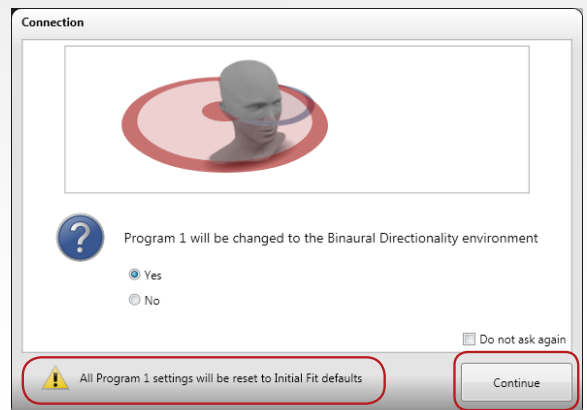 Connection
Program 1 will be changed to the Binaural Directionality environment
Yes
No
Do not ask again
All Program 1 settings will be reset to Initial Fit defaults
Continue